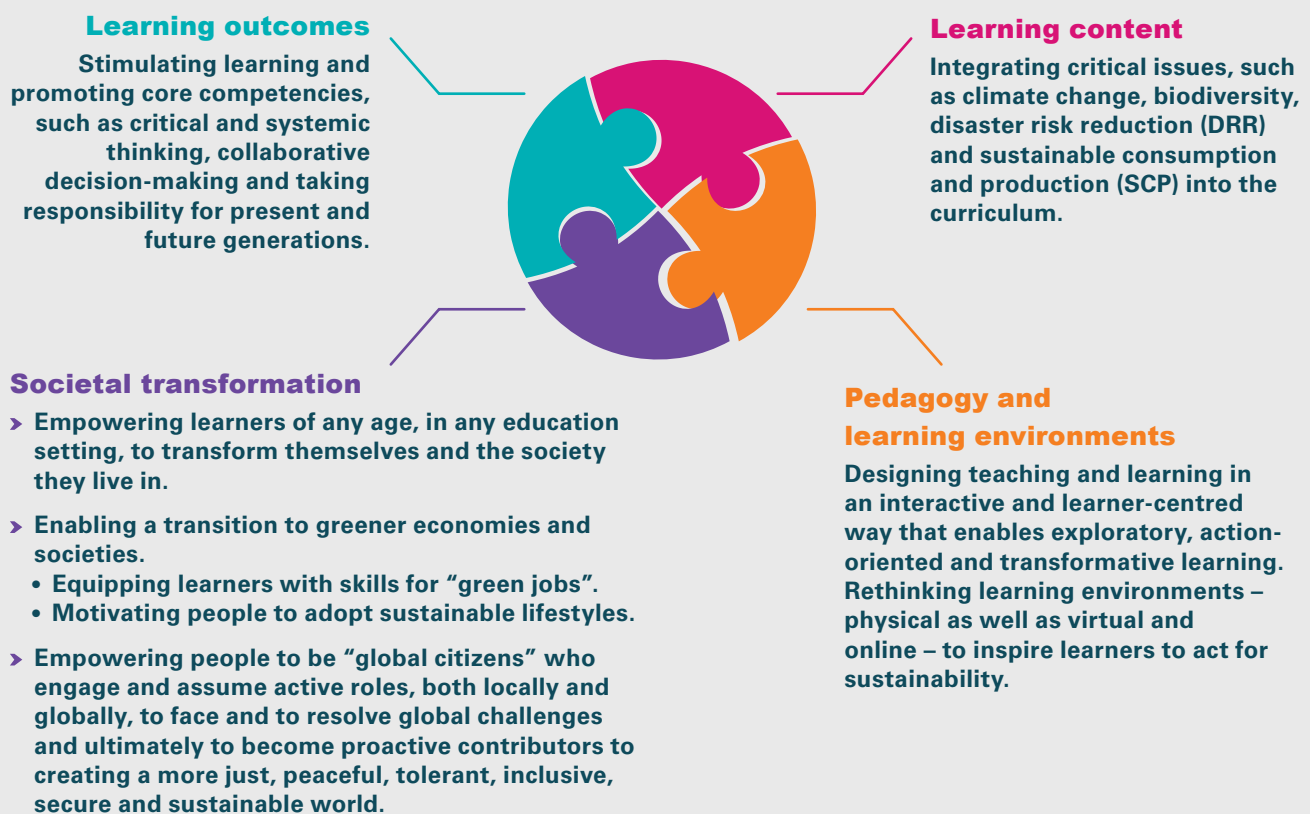 Learning outcomes
Stimulating learning and
promoting core competencies,
such as critical and systemic
thinking, collaborative
decision-making and taking
responsibility for present and
future generations.
Learning content
Integrating critical issues, such
as climate change, biodiversity,
disaster risk reduction (DRR)
and sustainable consumption
and production (SCP) into the
curriculum.
Societal transformation
> Empowering learners of any age, in any education
setting, to transform themselves and the society
they live in.
> Enabling a transition to greener economies and
societies.
• Equipping learners with skills for “green jobs”.
• Motivating people to adopt sustainable lifestyles.
> Empowering people to be “global citizens” who
engage and assume active roles, both locally and
globally, to face and to resolve global challenges
and ultimately to become proactive contributors to
creating a more just, peaceful, tolerant, inclusive,
secure and sustainable world.
Pedagogy and
learning environments
Designing teaching and learning in
an interactive and learner-centred
way that enables exploratory, action-
oriented and transformative learning.
Rethinking learning environments –
physical as well as virtual and
online – to inspire learners to act for
sustainability.